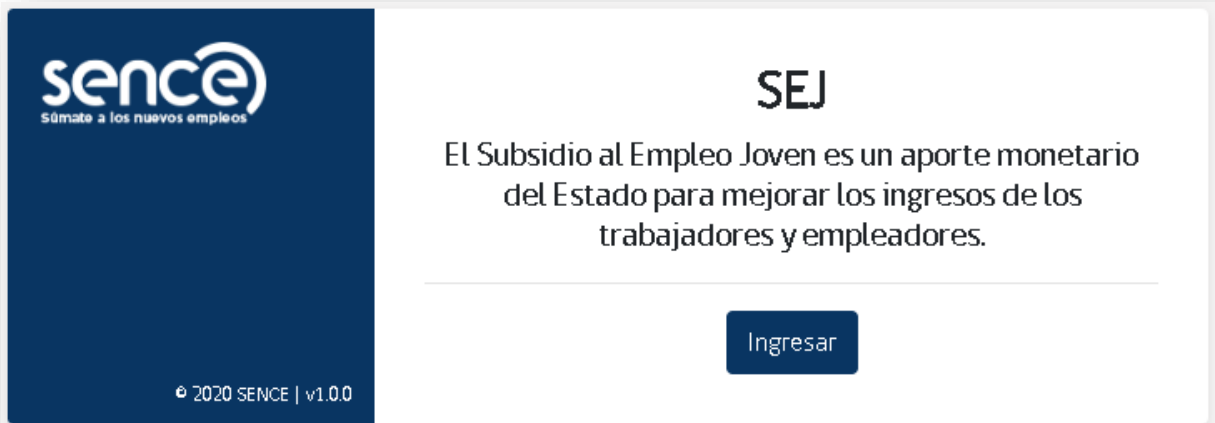 sence
Súmate a los nuevos empleos
© 2020 SENCE | v1.0.0
SEJ
El Subsidio al Empleo Joven es un aporte monetario
del Estado para mejorar los ingresos de los
trabajadores y empleadores.
Ingresar